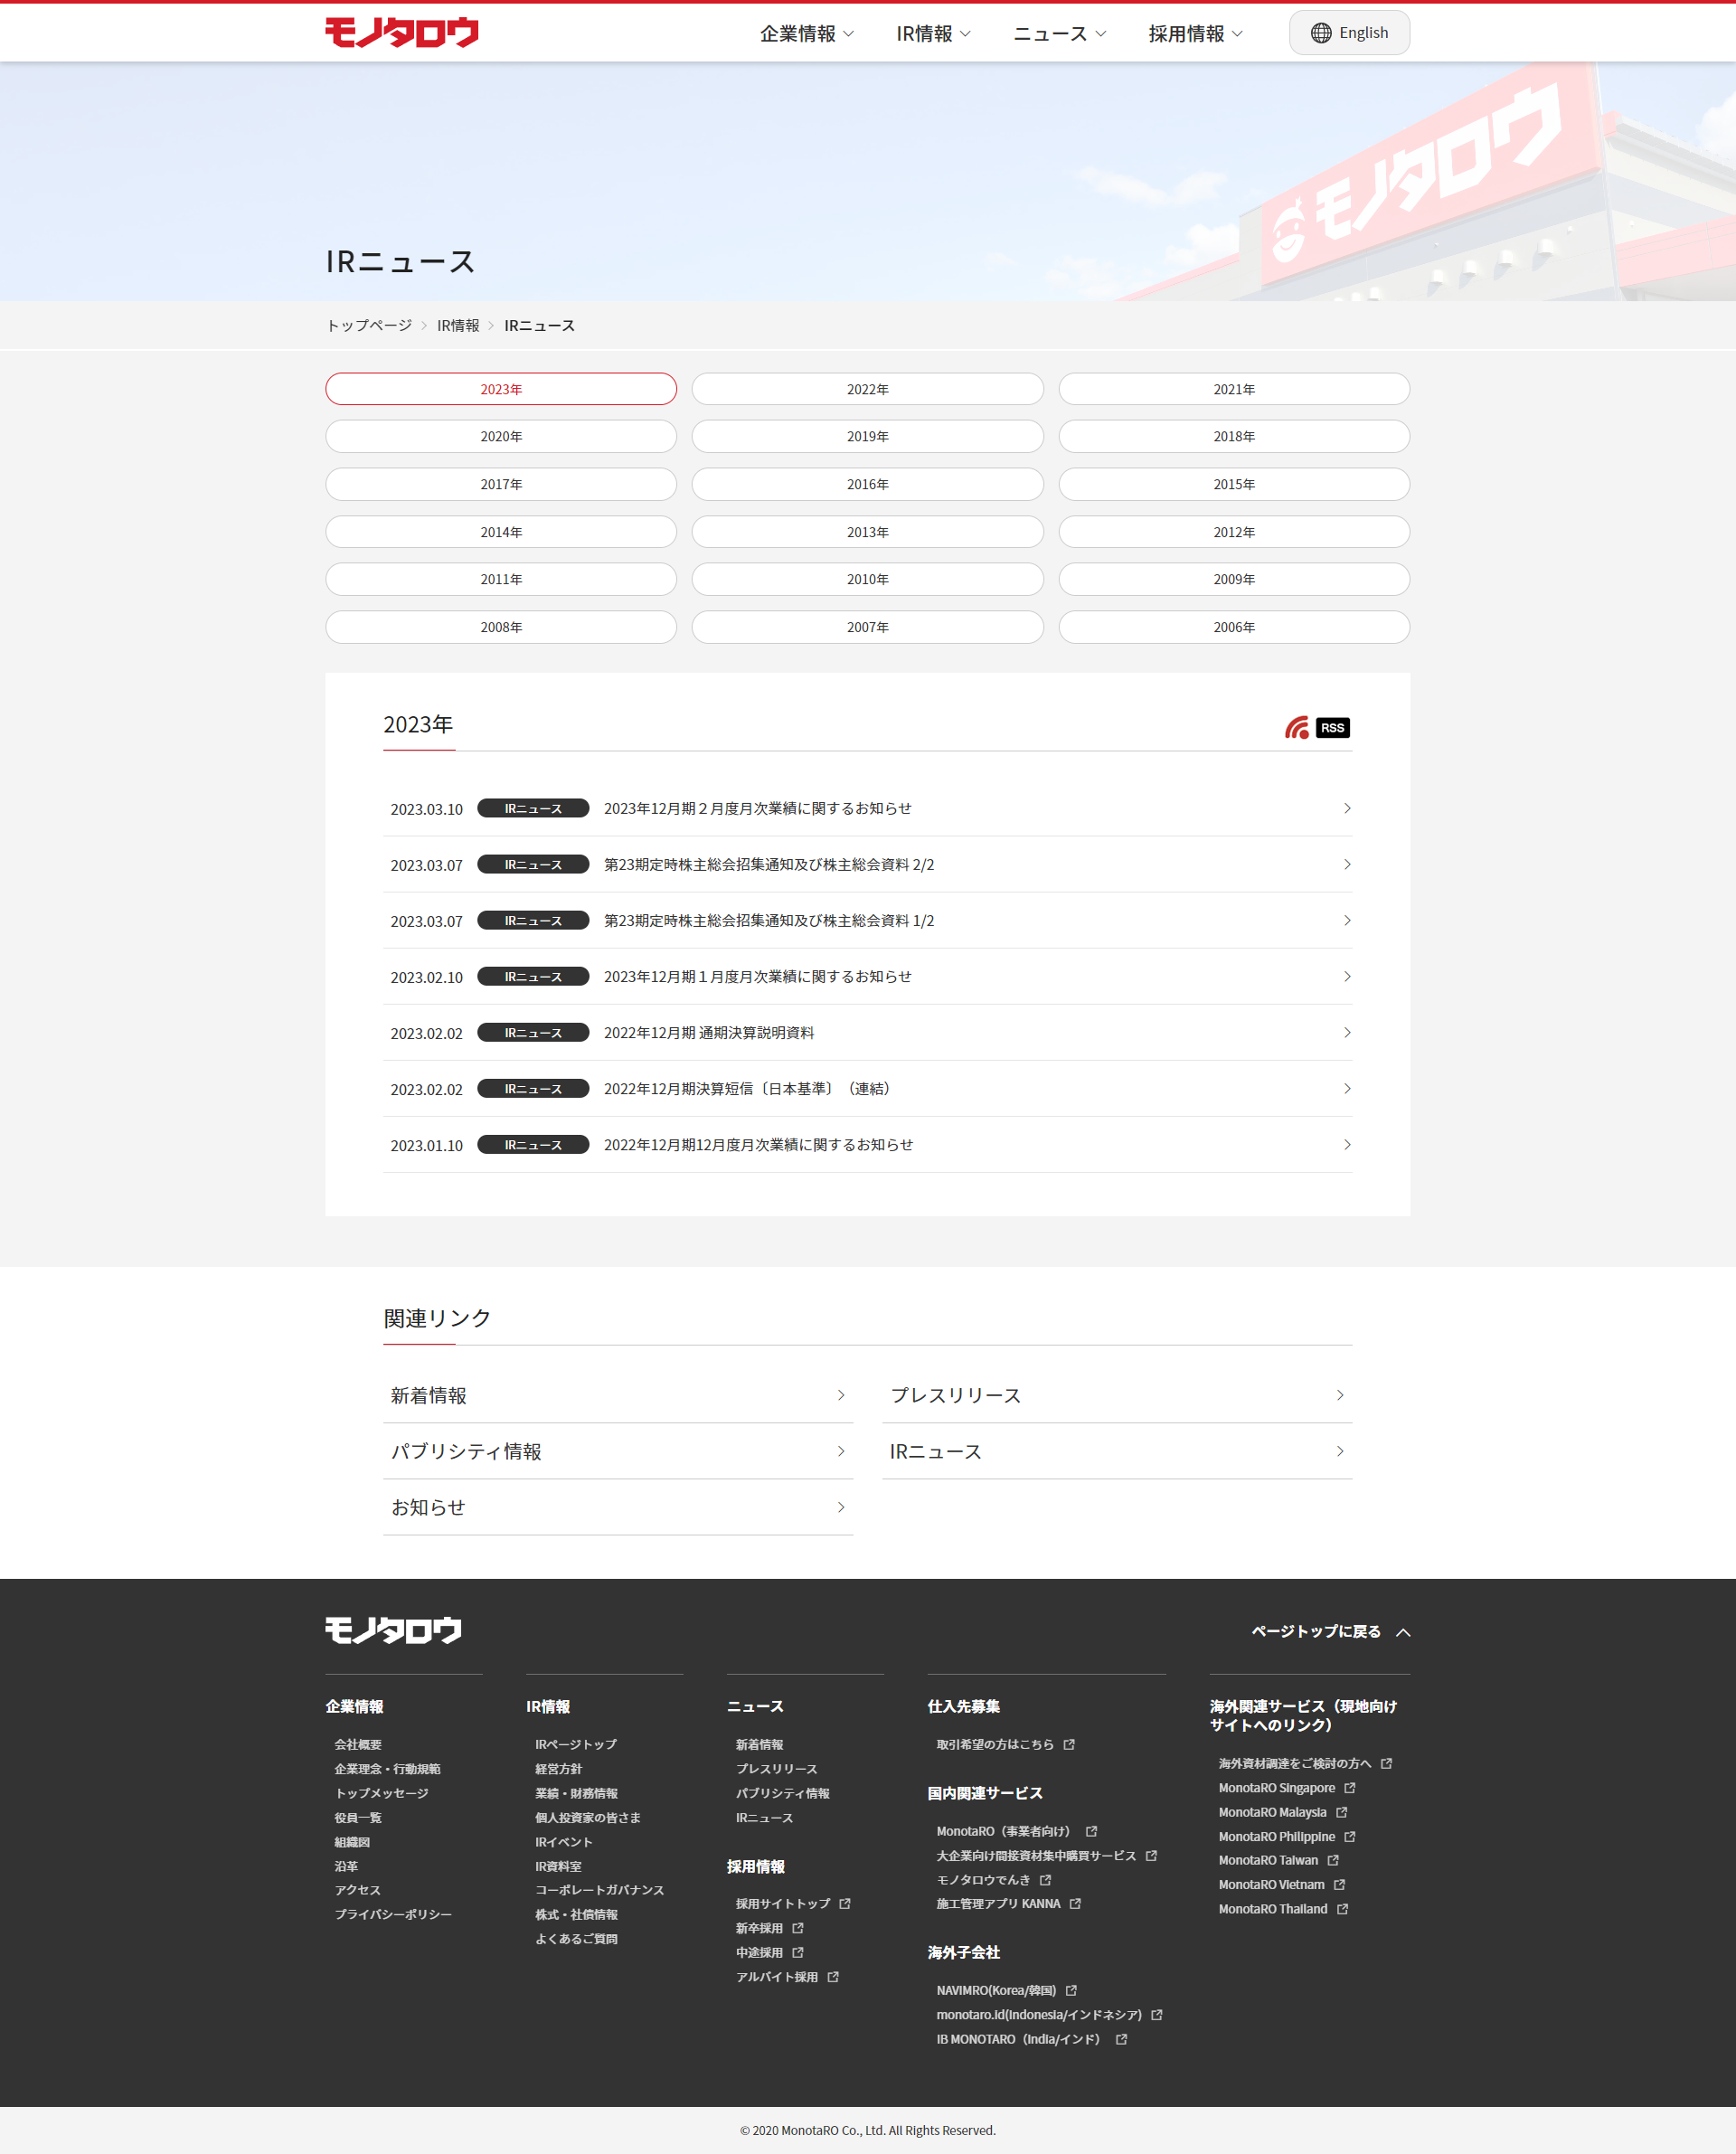 モノタロウ
企業情報
IR情報
ニュース
採用情報
English
モノタロウ
IRニュース
トップページ
IR情報
IRニュース
2023年
2022年
2021年
2020年
2019年
2018年
2017年
2016年
2015年
2014年
2013年
2012年
2011年
2010年
2009年
2008年
2007年
2006年
2023年
RSS
2023.03.10 IRニュース 2023年12月期２月度月次業績に関するお知らせ
2023.03.07 IRニュース 第23期定時株主総会招集通知及び株主総会資料 2/2
2023.03.07 IRニュース 第23期定時株主総会招集通知及び株主総会資料 1/2
2023.02.10 IRニュース 2023年12月期１月度月次業績に関するお知らせ
2023.02.02 IRニュース 2022年12月期 通期決算説明資料
2023.02.02 IRニュース 2022年12月期決算短信〔日本基準〕（連結）
2023.01.10 IRニュース 2022年12月期12月度月次業績に関するお知らせ
関連リンク
新着情報
プレスリリース
パブリシティ情報
IRニュース
お知らせ
モノタロウ
ページトップに戻る
企業情報
会社概要
企業理念・行動規範
トップメッセージ
役員一覧
組織図
沿革
アクセス
プライバシーポリシー
IR情報
IRページトップ
経営方針
業績・財務情報
個人投資家の皆さま
IRイベント
IR資料室
コーポレートガバナンス
株式・社債情報
よくあるご質問
ニュース
新着情報
プレスリリース
パブリシティ情報
IRニュース
採用情報
採用サイトトップ
新卒採用
中途採用
アルバイト採用
仕入先募集
取引希望の方はこちら
国内関連サービス
MonotaRO（事業者向け）
大企業向け間接資材集中購買サービス
モノタロウでんき
施工管理アプリ KANNA
海外子会社
NAVIMRO(Korea/韓国)
monotaro.id(Indonesia/インドネシア)
IB MONOTARO（India/インド）
海外関連サービス（現地向け
サイトへのリンク）
海外資材調達をご検討の方へ
MonotaRO Singapore
MonotaRO Malaysia
MonotaRO Philippine
MonotaRO Taiwan
MonotaRO Vietnam
MonotaRO Thailand
© 2020 MonotaRO Co., Ltd. All Rights Reserved.